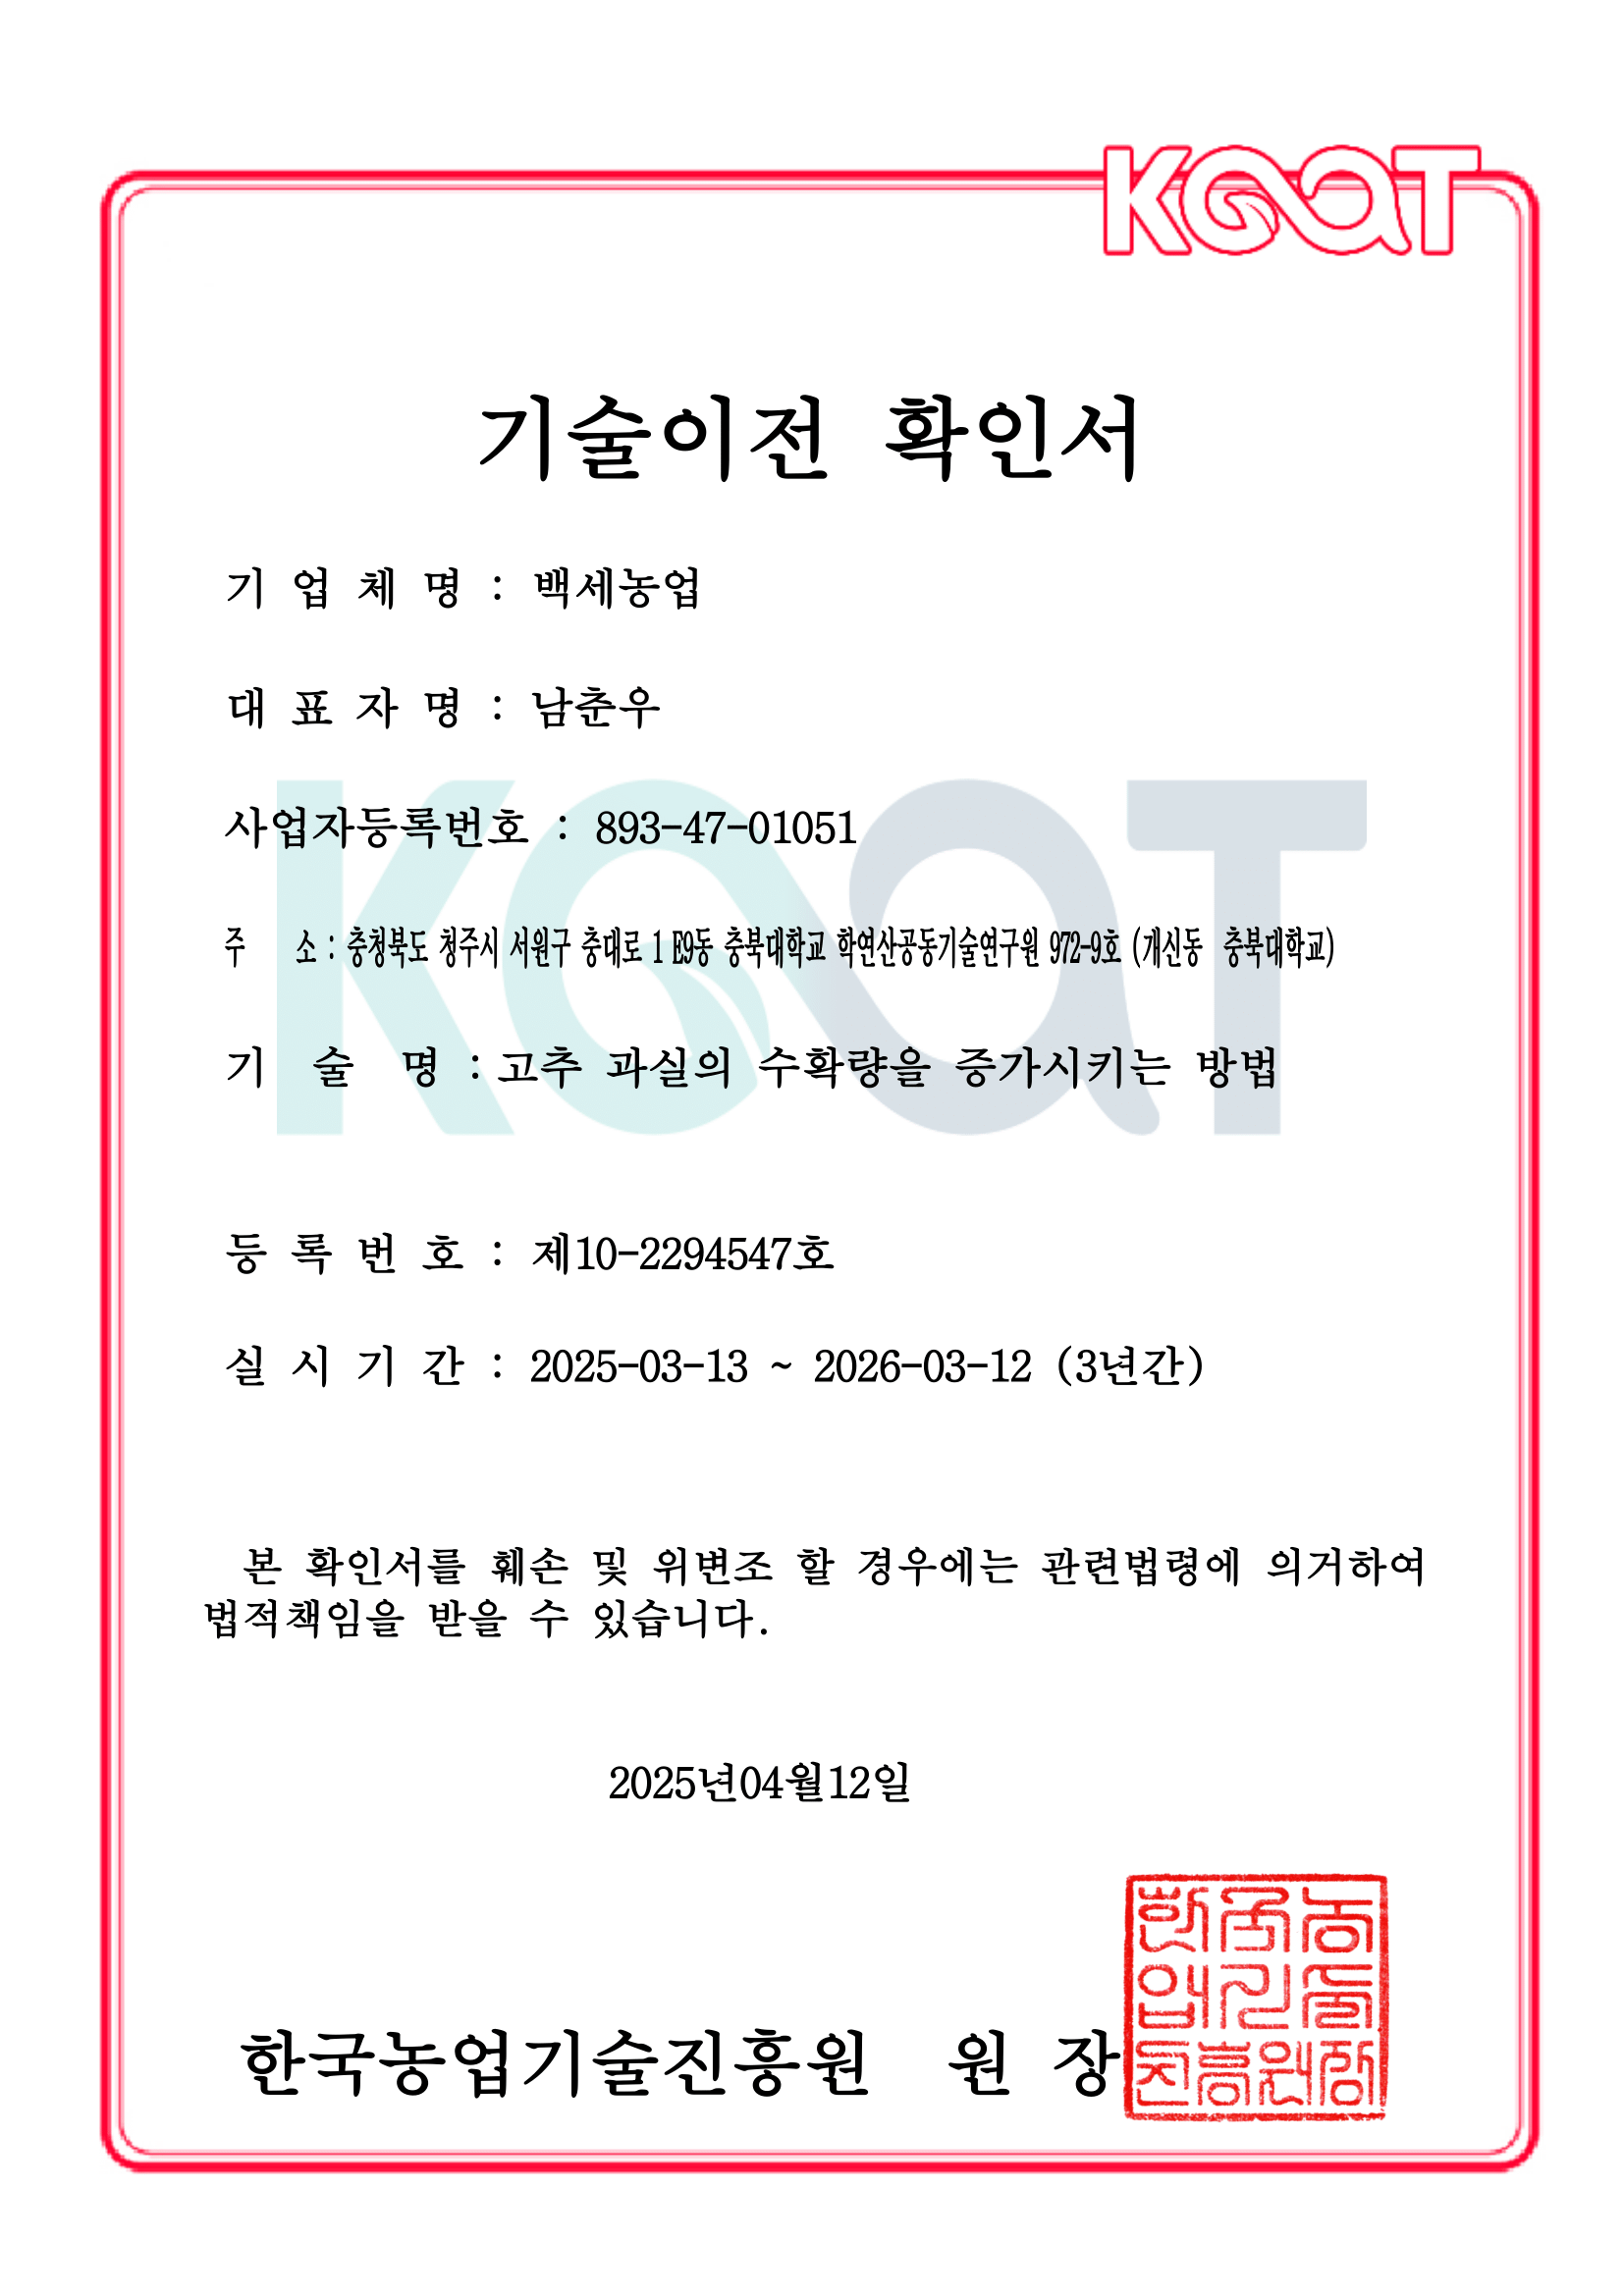 KOAT
기술이전 확인서
기 업 체 명 : 백세농업
대 표 자 명 : 남춘우
사업자등록번호 : 893-47-01051
주 소 : 충청북도 청주시 서원구 충대로 1 E9동 충북대학교 학연산공동기술연구원 972-9호 (개신동 충북대학교)
기 술 명 : 고추 과실의 수확량을 증가시키는 방법
등 록 번 호 : 제10-2294547호
실 시 기 간 : 2025-03-13 ~ 2026-03-12 (3년간)
본 확인서를 훼손 및 위변조 할 경우에는 관련법령에 의거하여
법적책임을 받을 수 있습니다.
2025년04월12일
한국농업기술진흥원 원 장
한국농
업기술
진흥원장
KOAT